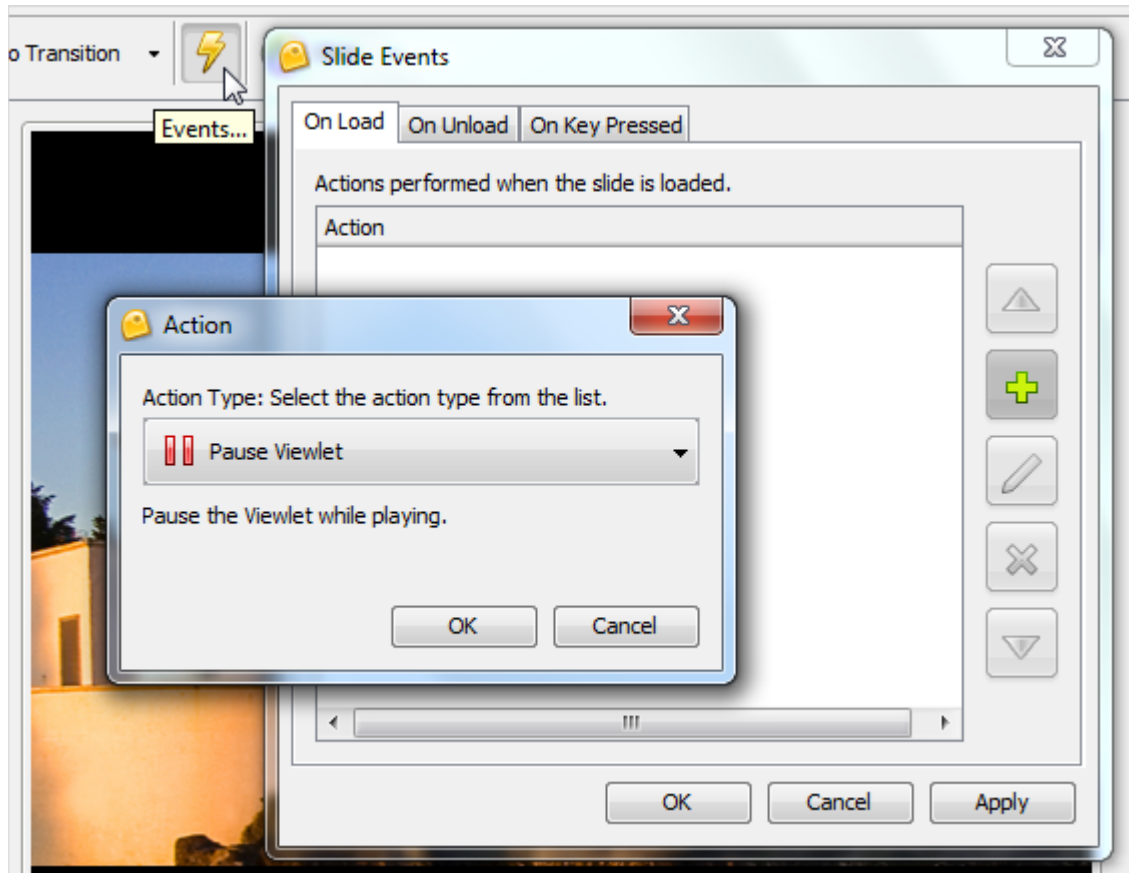 o Transition
Events...
Slide Events
On Load On Unload On Key Pressed
Actions performed when the slide is loaded.
Action
Action
Action Type: Select the action type from the list.
Pause Viewlet
Pause the Viewlet while playing.
OK Cancel
OK Cancel Apply